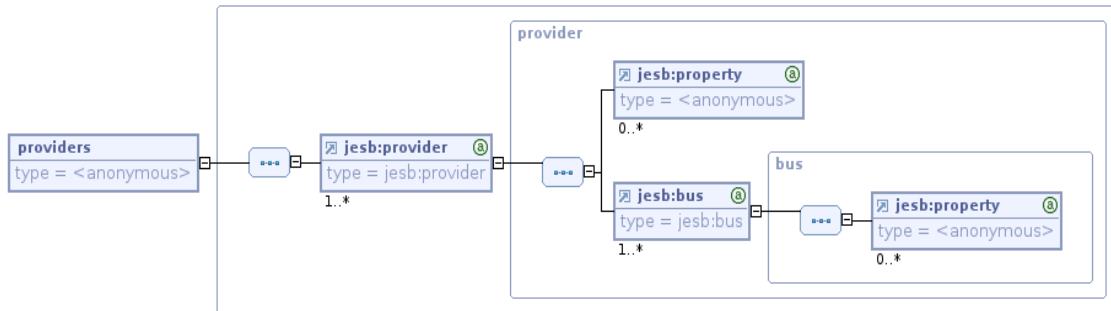 provider
jesb:property a
type = <anonymous>
0..*
providers
type = <anonymous>
jesb:provider a
type = jesb:provider
1..*
bus
jesb:bus a
type = jesb:bus
1..*
jesb:property a
type = <anonymous>
0..*